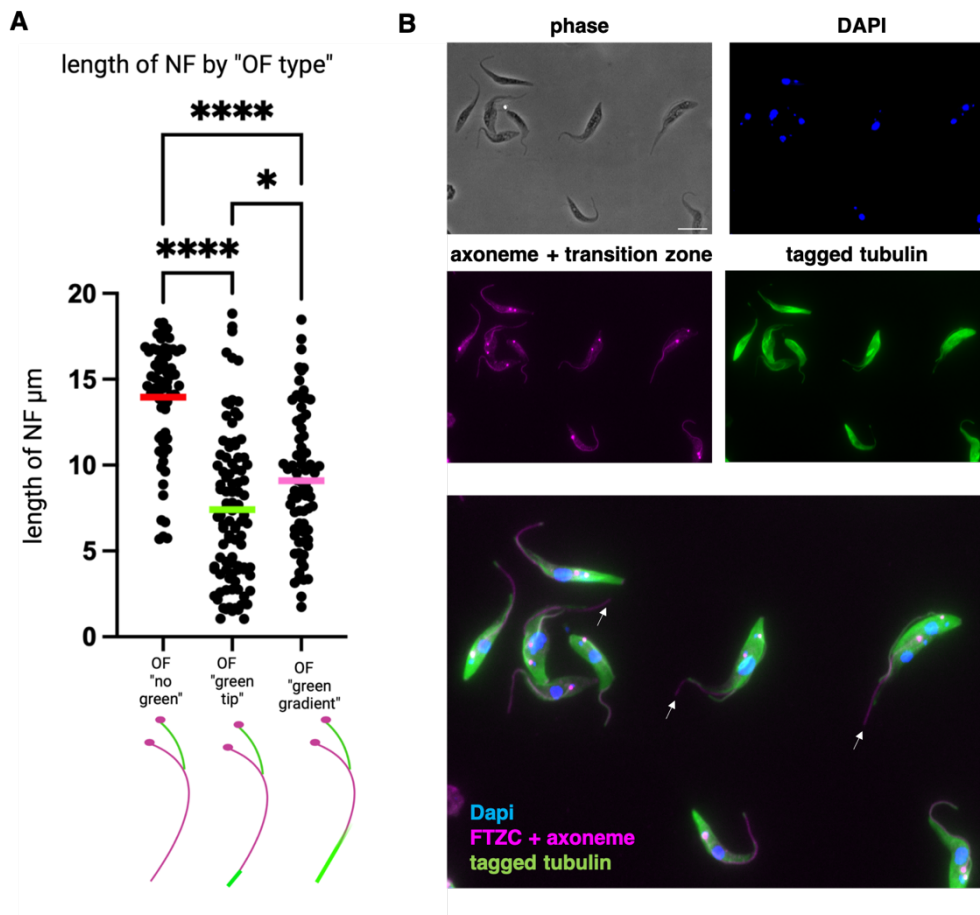 A
length of NF by "OF type"
****
*
****
20
15
10
5
0
length of NF µm
OF
"no
green"
OF
"green
tip"
OF
"green
gradient"
B
phase
DAPI
axoneme + transition zone
tagged tubulin
Dapi
FTZC + axoneme
tagged tubulin